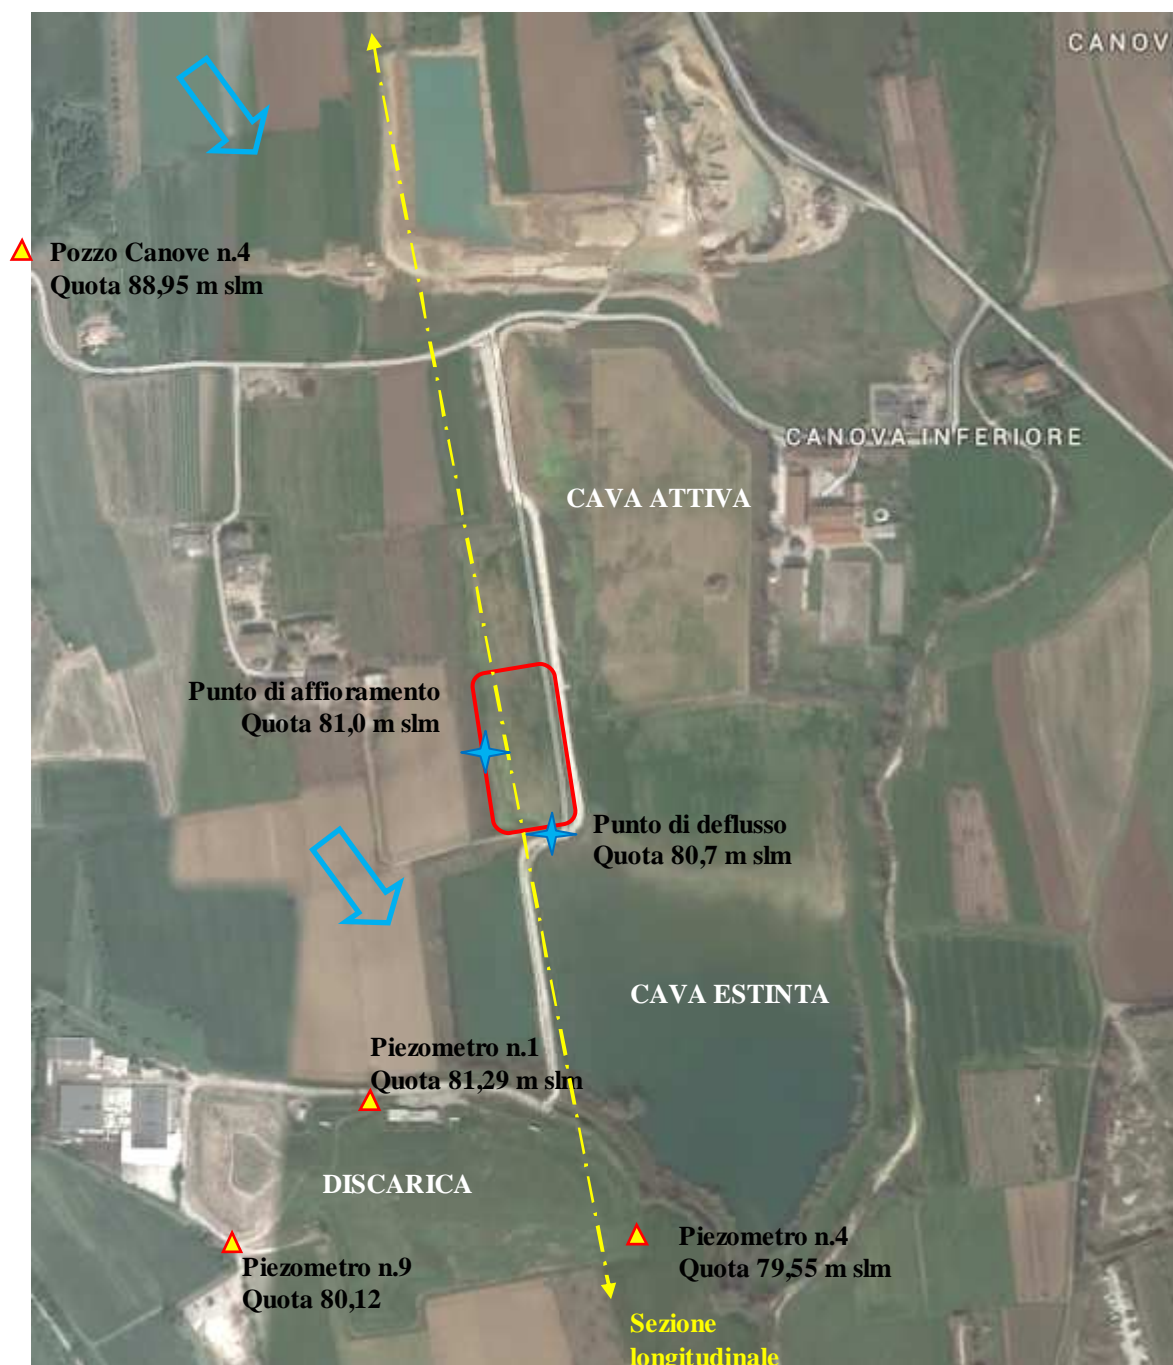 CANOV
Pozzo Canove n.4
Quota 88,95 m slm
CANOVA INFERIORE
CAVA ATTIVA
Punto di affioramento
Quota 81,0 m slm
Punto di deflusso
Quota 80,7 m slm
CAVA ESTINTA
Piezometro n.1
Quota 81,29 m slm
DISCARICA
Piezometro n.4
Quota 79,55 m slm
Piezometro n.9
Quota 80,12
Sezione
longitudinale